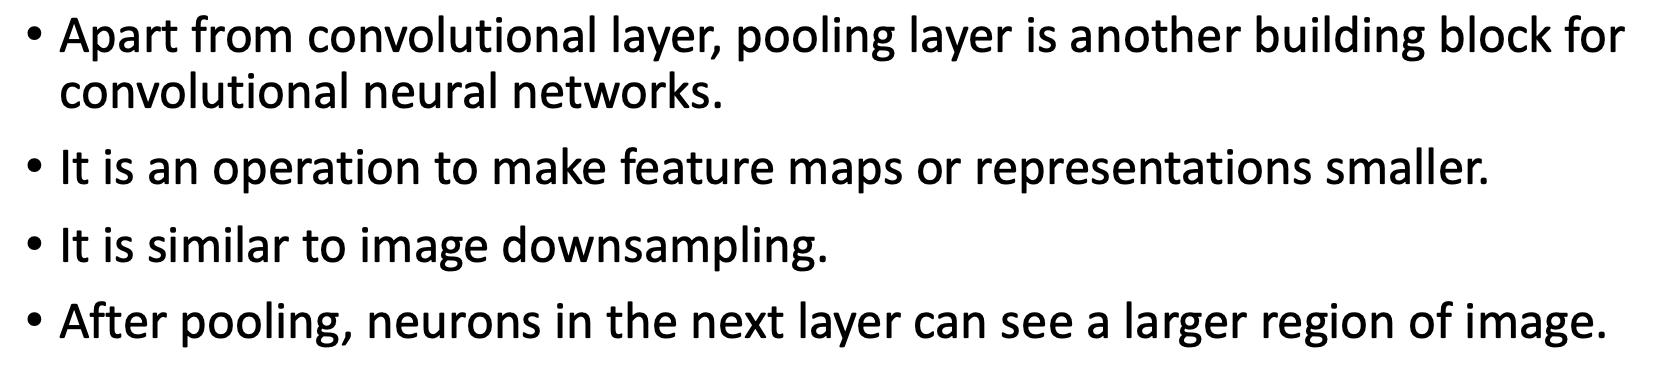 • Apart from convolutional layer, pooling layer is another building block for
convolutional neural networks.
• It is an operation to make feature maps or representations smaller.
• It is similar to image downsampling.
• After pooling, neurons in the next layer can see a larger region of image.